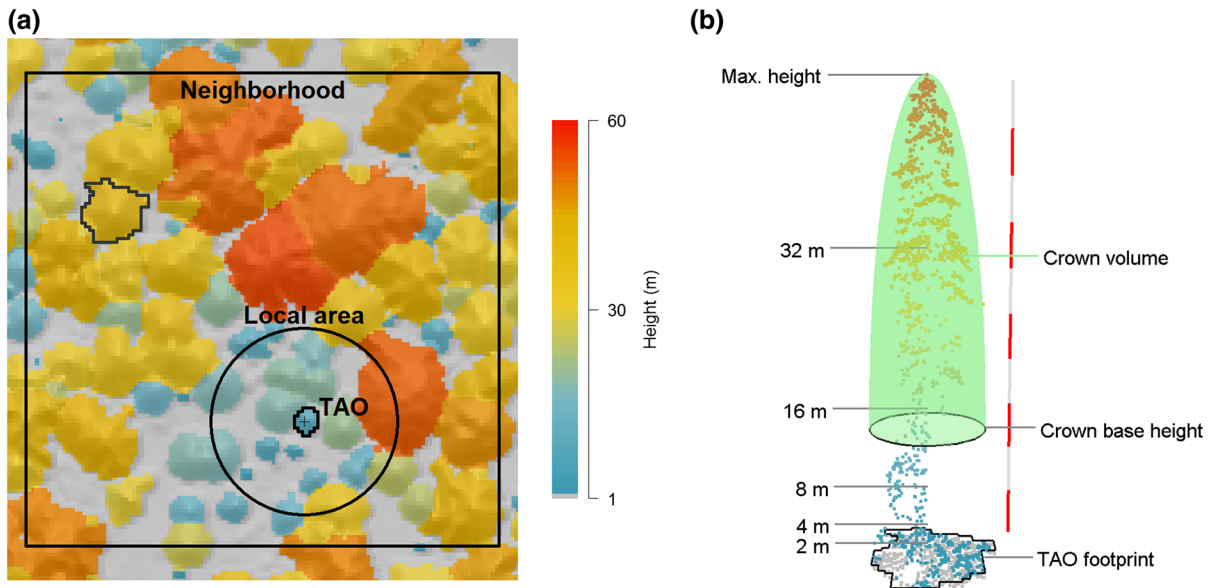 (a)
Neighborhood
Local area
TAO
60
30
1
Height (m)
(b)
Max. height
32 m
Crown volume
16 m
Crown base height
8 m
4 m
2 m
TAO footprint